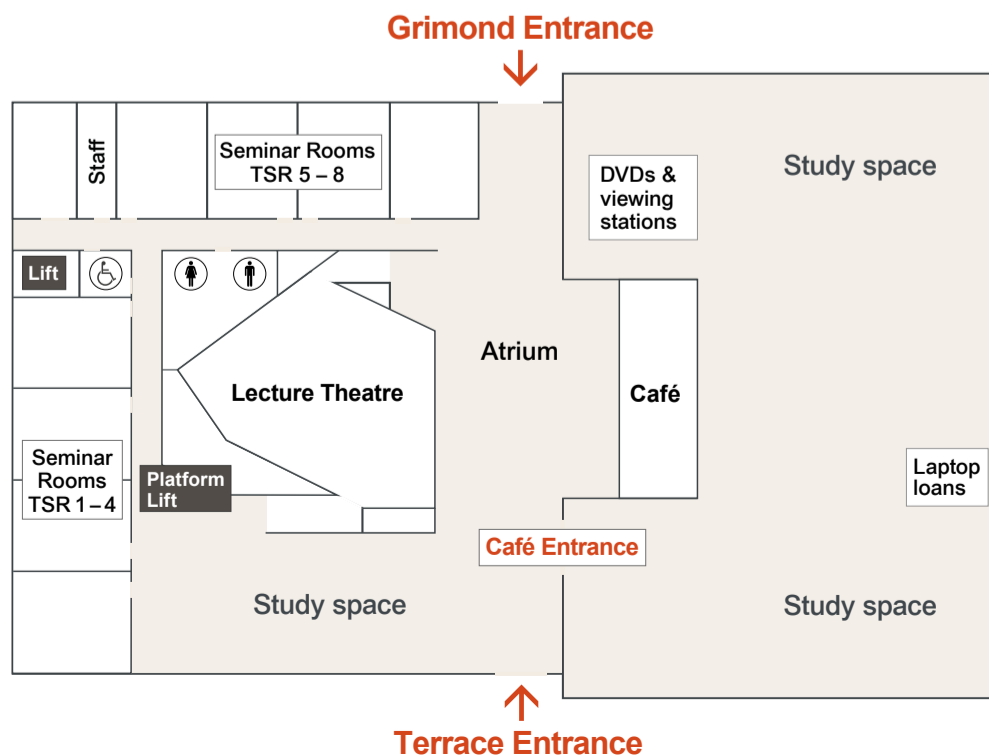 Grimond Entrance
Staff
Seminar Rooms
TSR 5 – 8
DVDs &
viewing
stations
Study space
Lift
Atrium
Lecture Theatre
Café
Seminar
Rooms
TSR 1 – 4
Platform
Lift
Laptop
loans
Café Entrance
Study space
Study space
Terrace Entrance